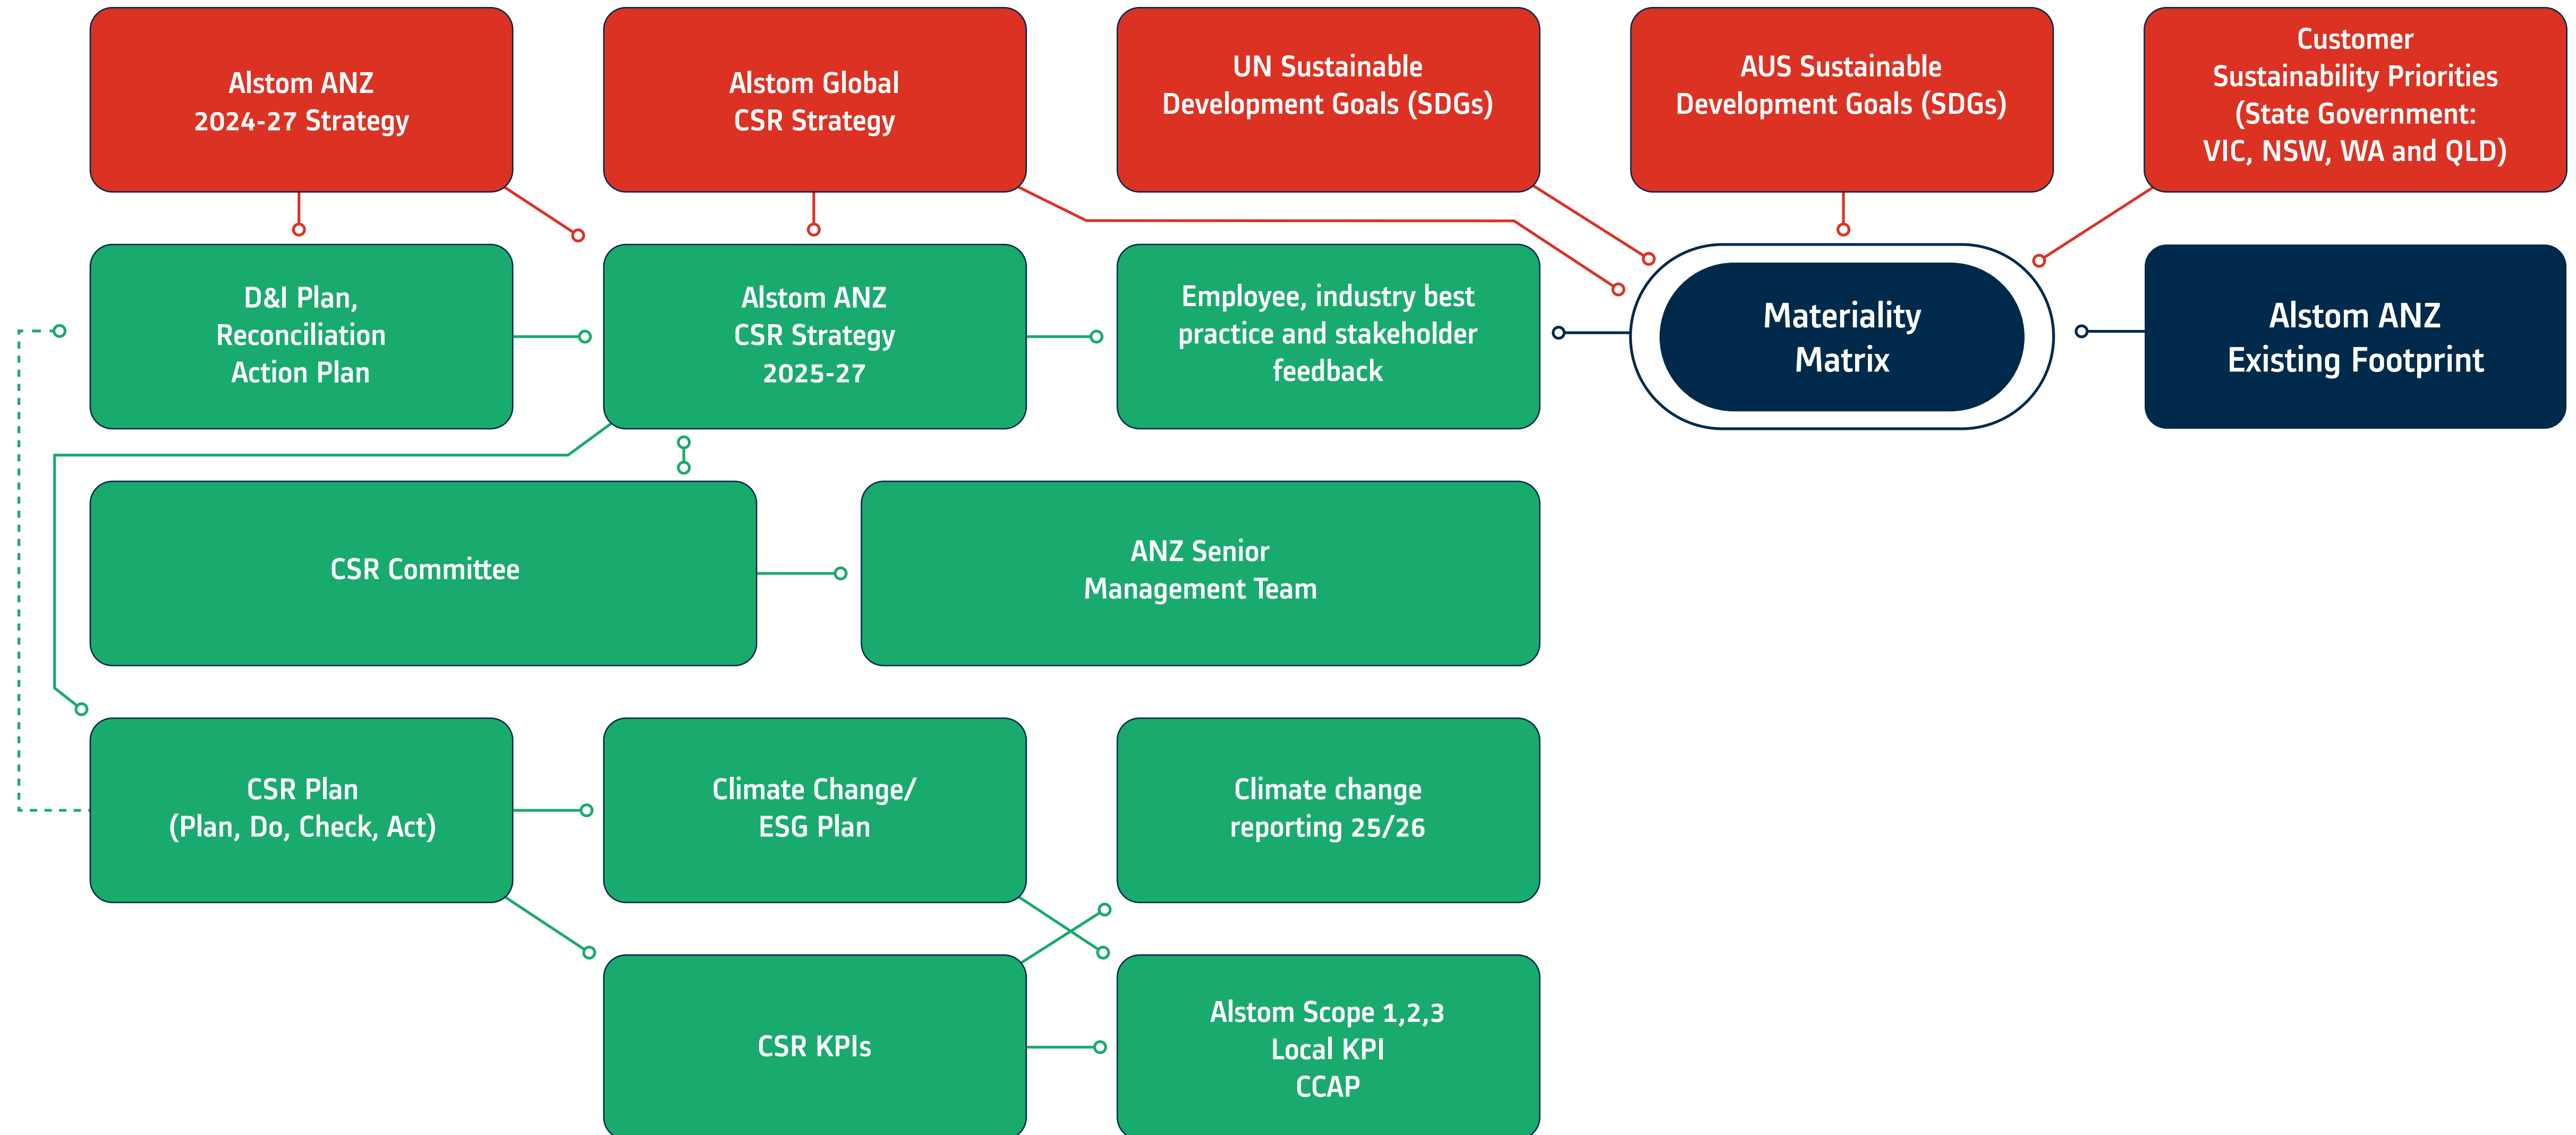 Alstom ANZ
2024-27 Strategy
Alstom Global
CSR Strategy
UN Sustainable
Development Goals (SDGs)
AUS Sustainable
Development Goals (SDGs)
Customer
Sustainability Priorities
(State Government:
VIC, NSW, WA and QLD)
D&I Plan,
Reconciliation
Action Plan
Alstom ANZ
CSR Strategy
2025-27
Employee, industry best
practice and stakeholder
feedback
Materiality
Matrix
Alstom ANZ
Existing Footprint
CSR Committee
ANZ Senior
Management Team
CSR Plan
(Plan, Do, Check, Act)
Climate Change/
ESG Plan
Climate change
reporting 25/26
CSR KPIs
Alstom Scope 1,2,3
Local KPI
CCAP